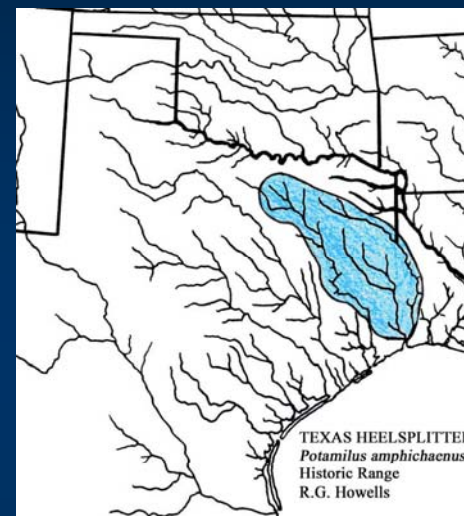 TEXAS HEELSPLITTER
Potamilus amphichaenus
Historic Range
R.G. Howells